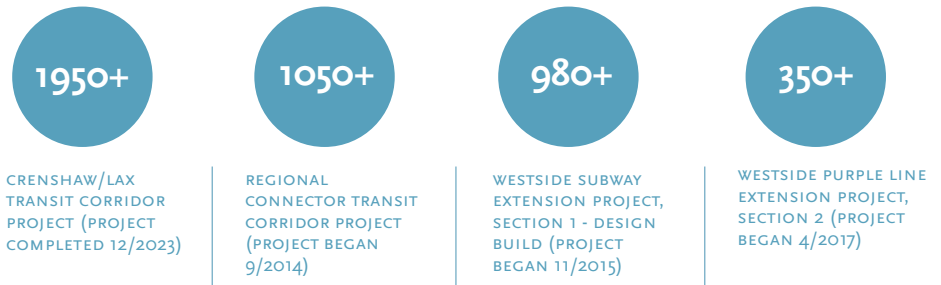 1950+
CRENSHAW/LAX
TRANSIT CORRIDOR
PROJECT (PROJECT
COMPLETED 12/2023)
1050+
REGIONAL
CONNECTOR TRANSIT
CORRIDOR PROJECT
(PROJECT BEGAN
9/2014)
980+
WESTSIDE SUBWAY
EXTENSION PROJECT,
SECTION 1 - DESIGN
BUILD (PROJECT
BEGAN 11/2015)
350+
WESTSIDE PURPLE LINE
EXTENSION PROJECT,
SECTION 2 (PROJECT
BEGAN 4/2017)